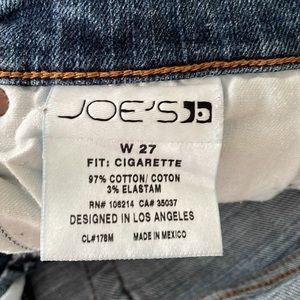 JOE'S
W 27
FIT: CIGARETTE
97% COTTON/ COTON
3% ELASTAM
RN# 106214 CA# 35037
DESIGNED IN LOS ANGELES
CL#178M MADE IN MEXICO